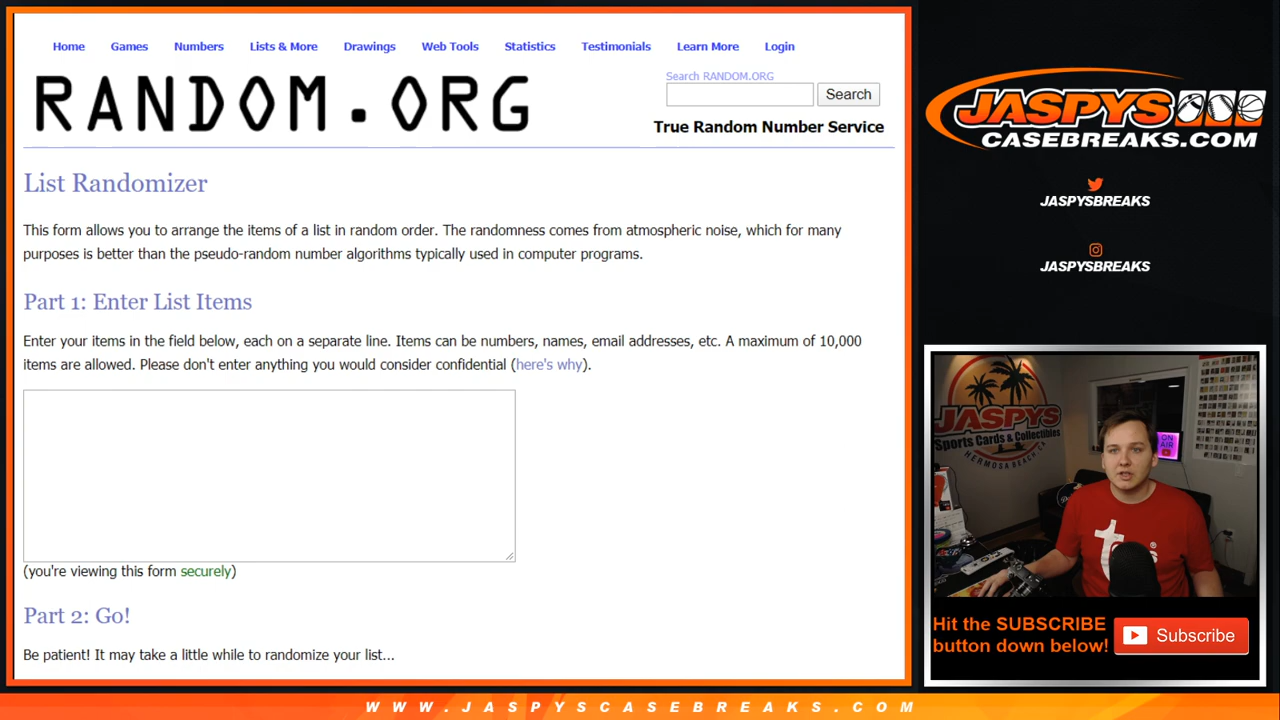 Home Games Numbers Lists & More Drawings Web Tools Statistics Testimonials Learn More Login
RANDOM.ORG
Search RANDOM.ORG
Search
True Random Number Service
List Randomizer
This form allows you to arrange the items of a list in random order. The randomness comes from atmospheric noise, which for many
purposes is better than the pseudo-random number algorithms typically used in computer programs.
Part 1: Enter List Items
Enter your items in the field below, each on a separate line. Items can be numbers, names, email addresses, etc. A maximum of 10,000
items are allowed. Please don't enter anything you would consider confidential (here's why).
(you're viewing this form securely)
Part 2: Go!
Be patient! It may take a little while to randomize your list...
JASPYS
CASEBREAKS.COM
JASPYSBREAKS
JASPYSBREAKS
JASPYS
Sports Cards & Collectibles
HERMOSA BEACH CA
ON
AIR
Hit the SUBSCRIBE
button down below!
Subscribe
WWW.JASPYSCASEBREAKS.COM